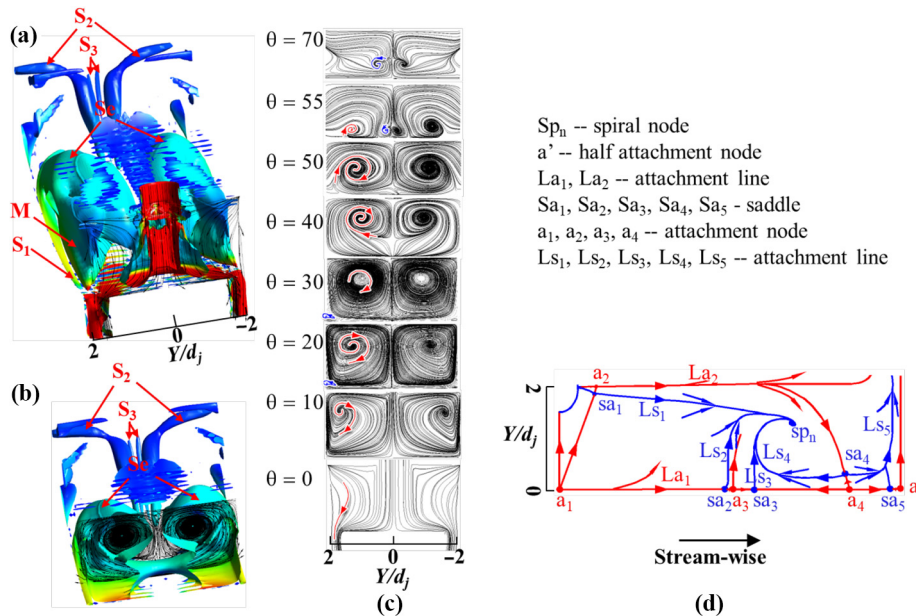 (a)
S₂
S₃
Sc
M
S₁
2
0
-2
Y/dⱼ
(b)
S₂
S₃
Sc
θ = 70
θ = 55
θ = 50
θ = 40
θ = 30
θ = 20
θ = 10
θ = 0
2 0 -2
Y/dⱼ
(c)
Spₙ -- spiral node
a’ -- half attachment node
La₁, La₂ -- attachment line
Sa₁, Sa₂, Sa₃, Sa₄, Sa₅ - saddle
a₁, a₂, a₃, a₄ -- attachment node
Ls₁, Ls₂, Ls₃, Ls₄, Ls₅ -- attachment line
a₂ La₂
2
sa₁ Ls₁
Y/dⱼ
spₙ
Ls₅
Ls₂ Ls₄
sa₄
La₁ Ls₃
0
a₁ sa₂ a₃ sa₃ a₄ sa₅ a
Stream-wise
(d)